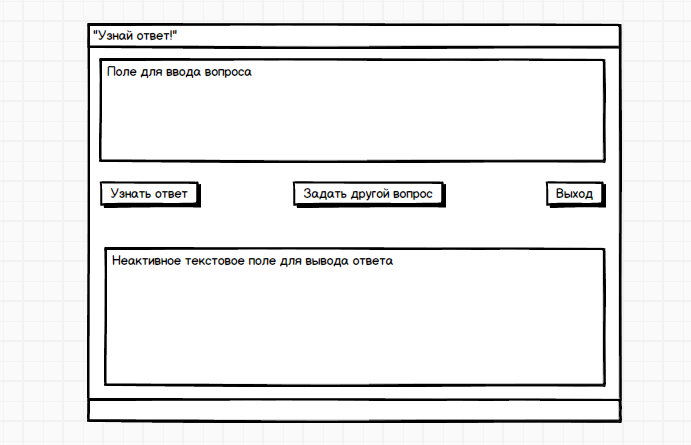 "Узнай ответ!"
Поле для ввода вопроса
Узнать ответ
Задать другой вопрос
Выход
Неактивное текстовое поле для вывода ответа